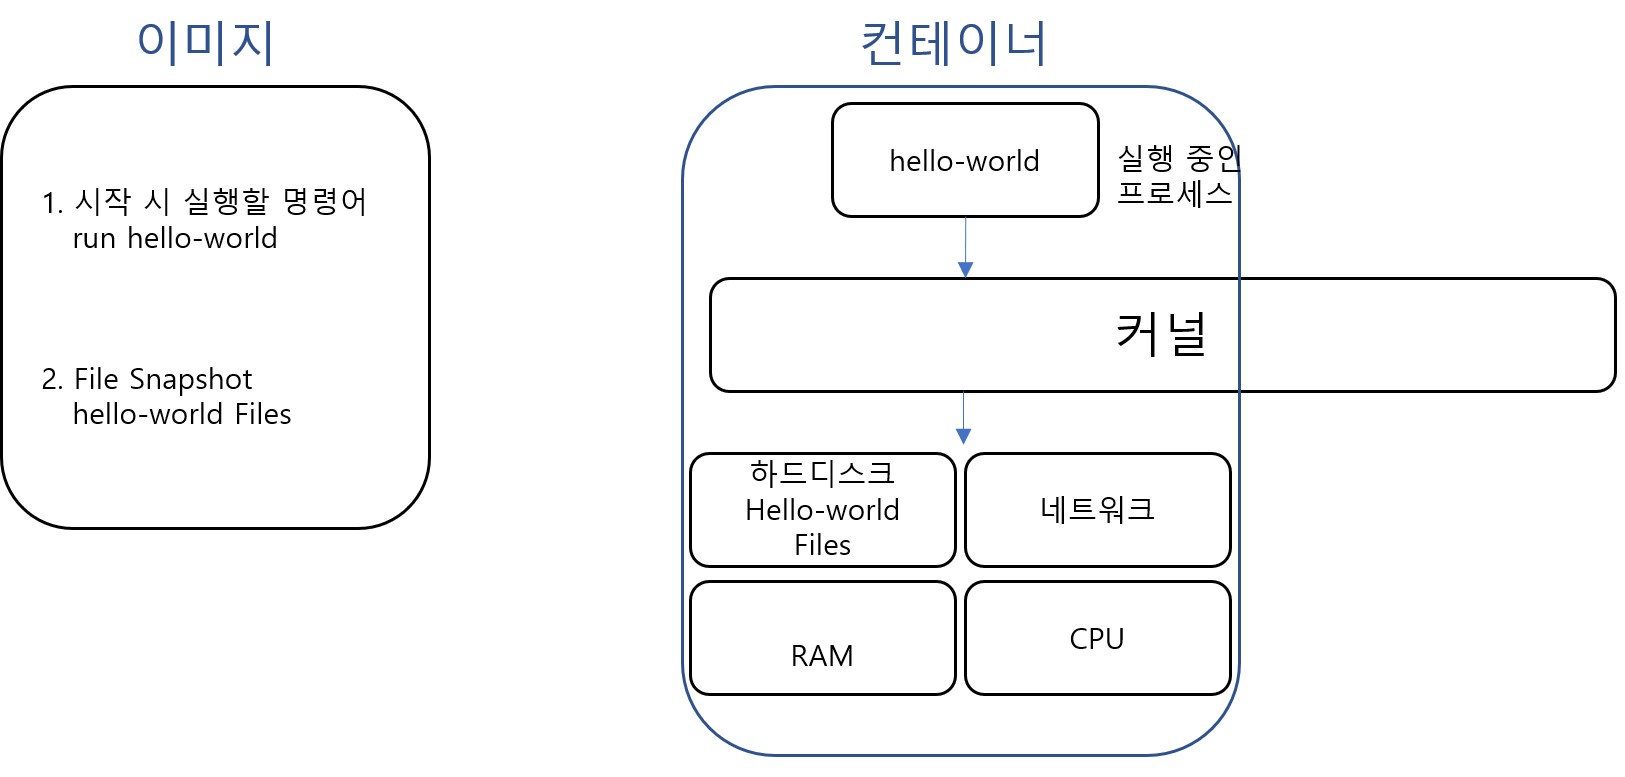 이미지
1. 시작 시 실행할 명령어
run hello-world
2. File Snapshot
hello-world Files
컨테이너
hello-world
실행 중인
프로세스
커널
하드디스크
Hello-world
Files
네트워크
RAM
CPU